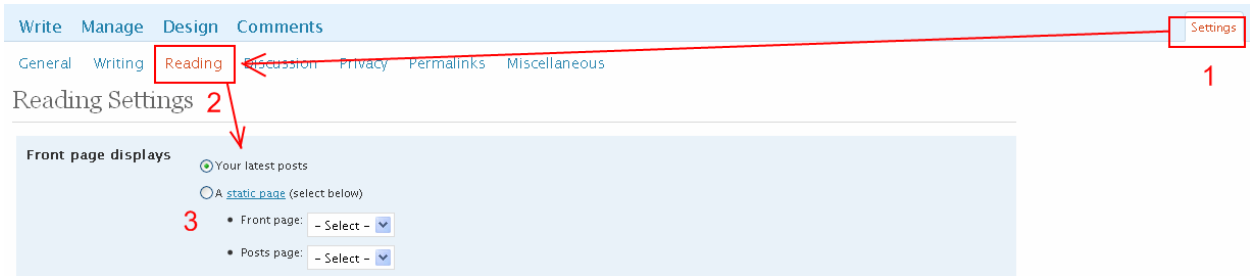 Write Manage Design Comments Settings
1
General Writing Reading Discussion Privacy Permalinks Miscellaneous
Reading Settings 2
Front page displays
Your latest posts
A static page (select below)
3
Front page: - Select -
Posts page: - Select -